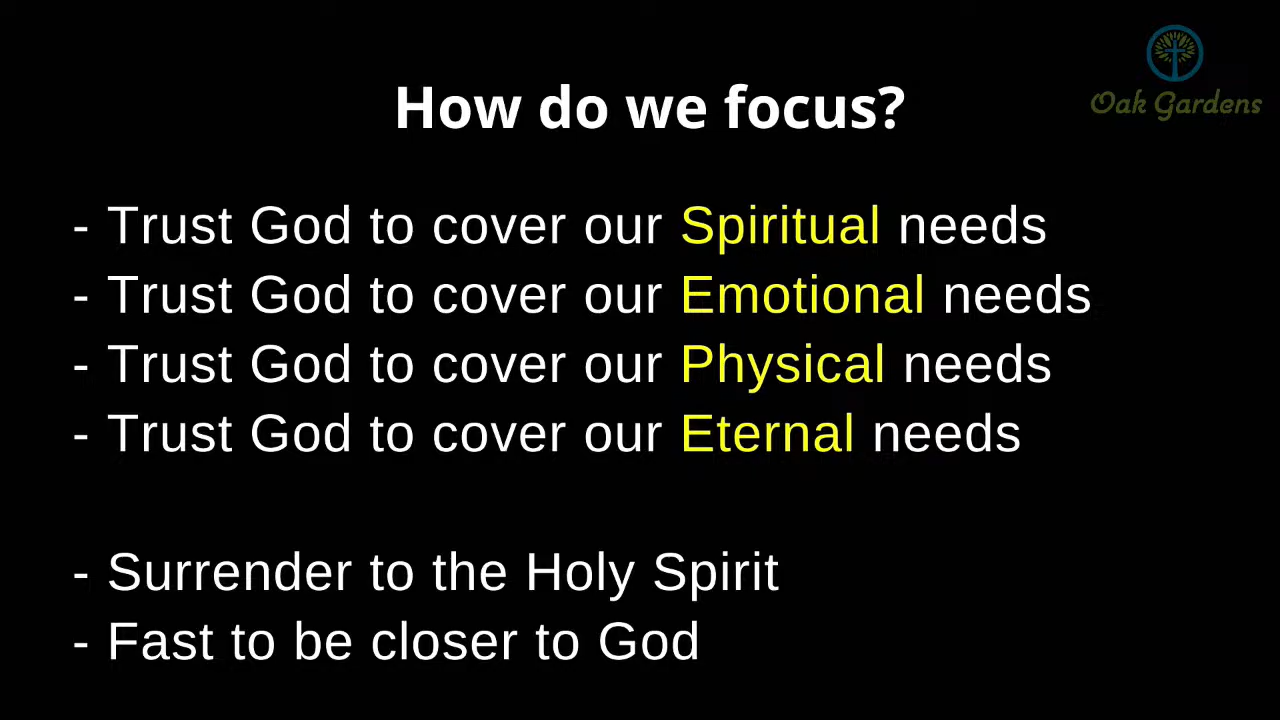 Oak Gardens
How do we focus?
- Trust God to cover our Spiritual needs
- Trust God to cover our Emotional needs
- Trust God to cover our Physical needs
- Trust God to cover our Eternal needs
- Surrender to the Holy Spirit
- Fast to be closer to God